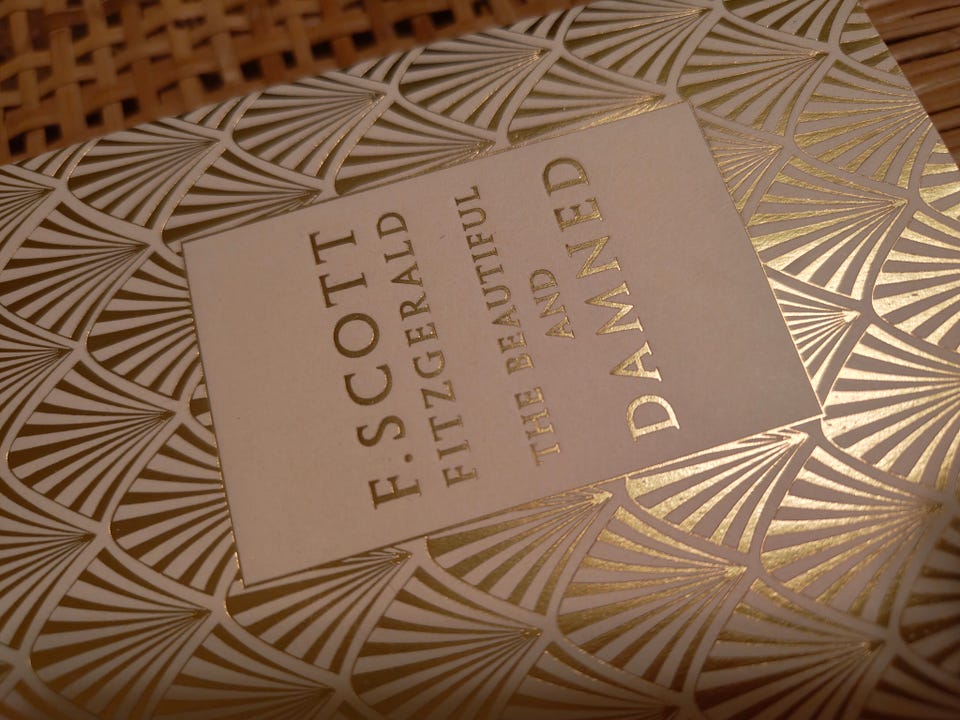 F. SCOTT
FITZGERALD
THE BEAUTIFUL
AND
DAMNED